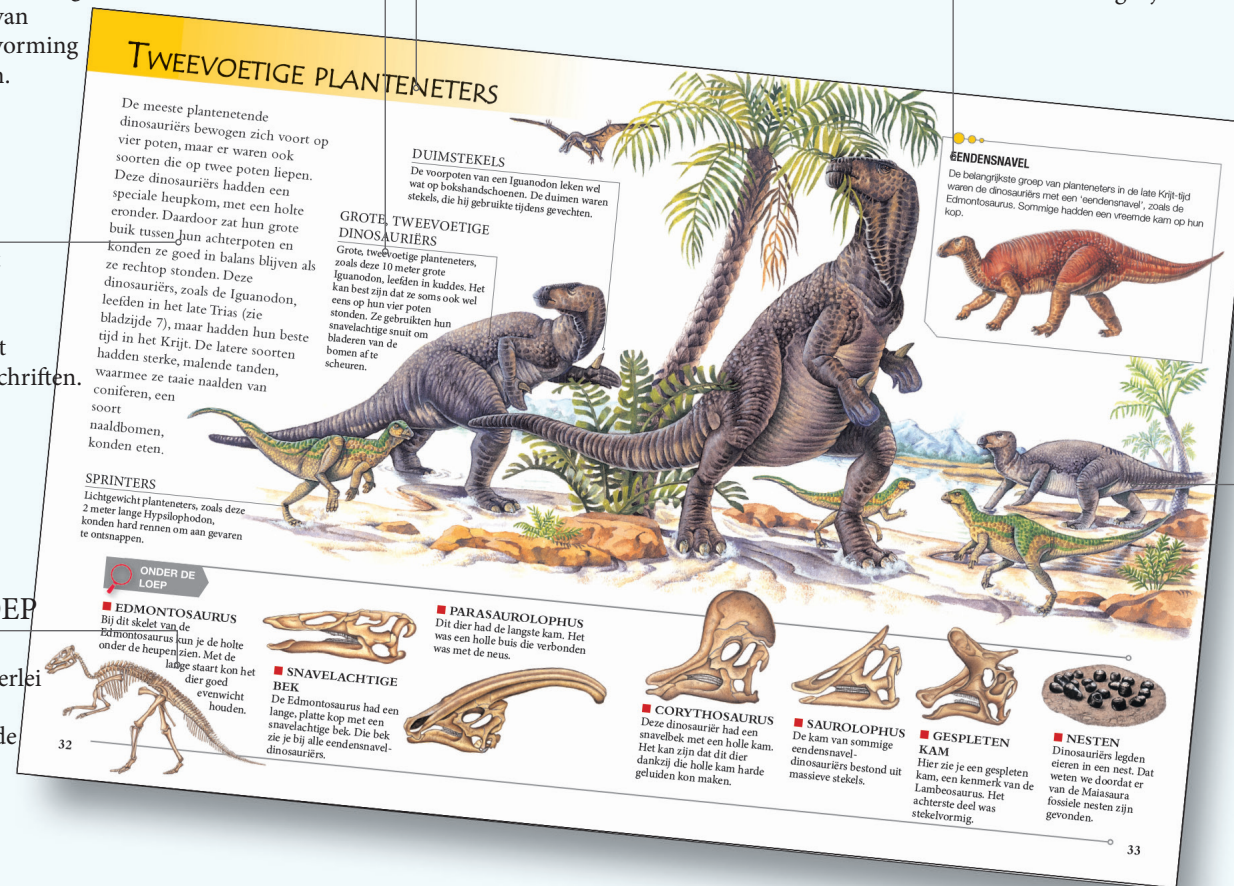 van
vorming
n.
t
chriften.
OEP
erlei
de
TWEEVOETIGE PLANTENETERS
De meeste plantenetende
dinosauriërs bewogen zich voort op
vier poten, maar er waren ook
soorten die op twee poten liepen.
Deze dinosauriërs hadden een
speciale heupkom, met een holte
eronder. Daardoor zat hun grote
buik tussen hun achterpoten en
konden ze goed in balans blijven als
ze rechtop stonden. Deze
dinosauriërs, zoals de Iguanodon,
leefden in het late Trias (zie
bladzijde 7), maar hadden hun beste
tijd in het Krijt. De latere soorten
hadden sterke, malende tanden,
waarmee ze taaie naalden van
coniferen, een
soort
naaldbomen,
konden eten.
DUIMSTEKELS
De voorpoten van een Iguanodon leken wel
wat op bokshandschoenen. De duimen waren
stekels, die hij gebruikte tijdens gevechten.
GROTE, TWEEVOETIGE
DINOSAURIËRS
Grote, tweevoetige planteneters,
zoals deze 10 meter grote
Iguanodon, leefden in kuddes. Het
kan best zijn dat ze soms ook wel
eens op hun vier poten
stonden. Ze gebruikten hun
snavelachtige snuit om
bladeren van de
bomen af te
scheuren.
EENDENSNAVEL
De belangrijkste groep van planteneters in de late Krijt-tijd
waren de dinosauriërs met een 'eendensnavel', zoals de
Edmontosaurus. Sommige hadden een vreemde kam op hun
kop.
SPRINTERS
Lichtgewicht planteneters, zoals deze
2 meter lange Hypsilophodon,
konden hard rennen om aan gevaren
te ontsnappen.
ONDER DE
LOEP
EDMONTOSAURUS
Bij dit skelet van de
Edmontosaurus kun je de holte
onder de heupen zien. Met de
lange staart kon het
dier goed
evenwicht
houden.
SNAVELACHTIGE
BEK
De Edmontosaurus had een
lange, platte kop met een
snavelachtige bek. Die bek
zie je bij alle eendensnavel-
dinosauriërs.
PARASAUROLOPHUS
Dit dier had de langste kam. Het
was een holle buis die verbonden
was met de neus.
CORYTHOSAURUS
Deze dinosauriër had een
snavelbek met een holle kam.
Het kan zijn dat dit dier
dankzij die holle kam harde
geluiden kon maken.
SAUROLOPHUS
De kam van sommige
eendensnavel-
dinosauriërs bestond uit
massieve stekels.
GESPLETEN
KAM
Hier zie je een gespleten
kam, een kenmerk van de
Lambeosaurus. Het
achterste deel was
stekelvormig.
NESTEN
Dinosauriërs legden
eieren in een nest. Dat
weten we doordat er
van de Maiasaura
fossiele nesten zijn
gevonden.
32
33